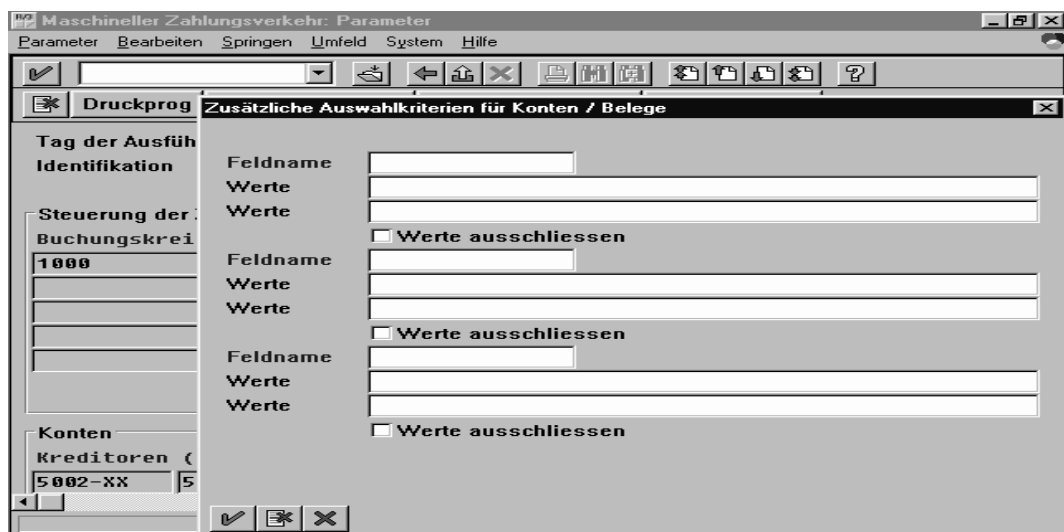 Maschineller Zahlungsverkehr: Parameter
Parameter Bearbeiten Springen Umfeld System Hilfe
Druckprog
Zusätzliche Auswahlkriterien für Konten / Belege
Tag der Ausfüh
Identifikation
Steuerung der
Buchungskrei
1000
Konten
Kreditoren (
5002-XX 5
Feldname
Werte
Werte
Werte ausschliessen
Feldname
Werte
Werte
Werte ausschliessen
Feldname
Werte
Werte
Werte ausschliessen